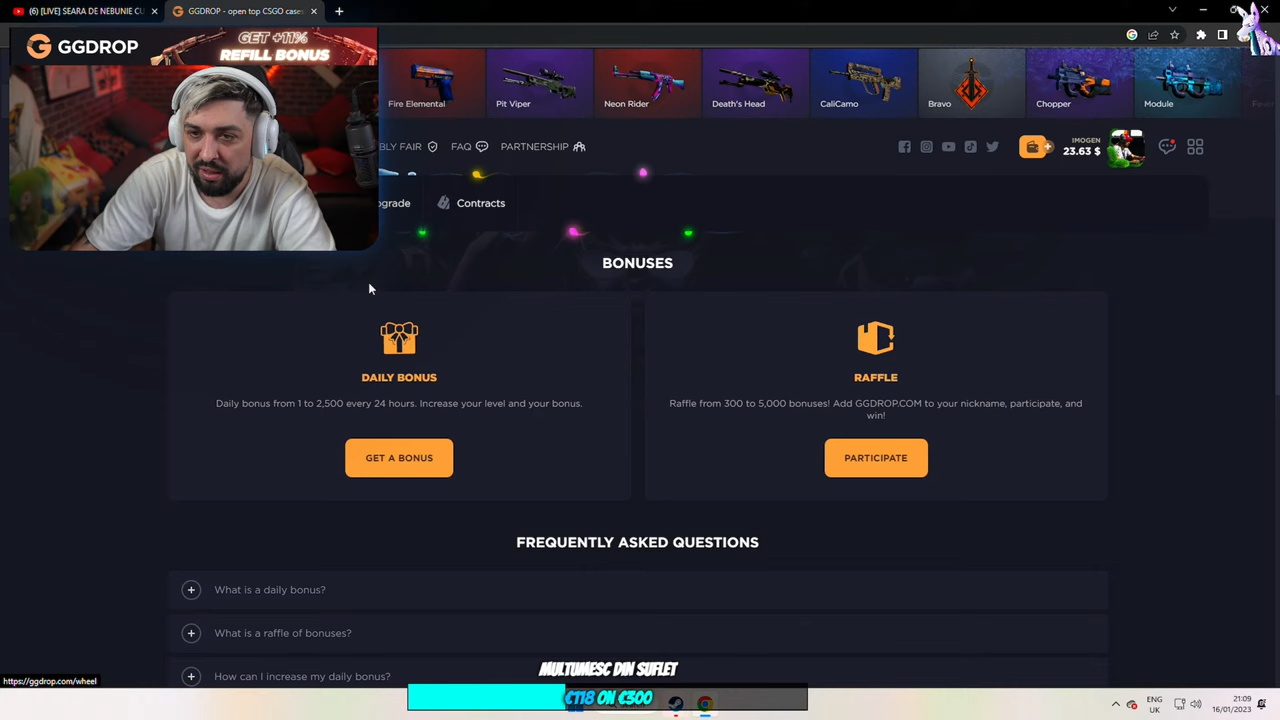 (6) [LIVE] SEARA DE NEBUNIE CU
GGDROP - open top CSGO cases
GGDROP
GET +11%
REFILL BONUS
Fire Elemental
Pit Viper
Neon Rider
Death's Head
CaliCamo
Bravo
Chopper
Module
BLY FAIR
FAQ
PARTNERSHIP
IMOGEN
23.63 $
grade
Contracts
BONUSES
DAILY BONUS
Daily bonus from 1 to 2,500 every 24 hours. Increase your level and your bonus.
GET A BONUS
RAFFLE
Raffle from 300 to 5,000 bonuses! Add GGDROP.COM to your nickname, participate, and
win!
PARTICIPATE
FREQUENTLY ASKED QUESTIONS
What is a daily bonus?
What is a raffle of bonuses?
How can I increase my daily bonus?
https://ggdrop.com/wheel
MULTUMESC DIN SUFLET
€118 ON €300
ENG
UK
21:09
16/01/2023